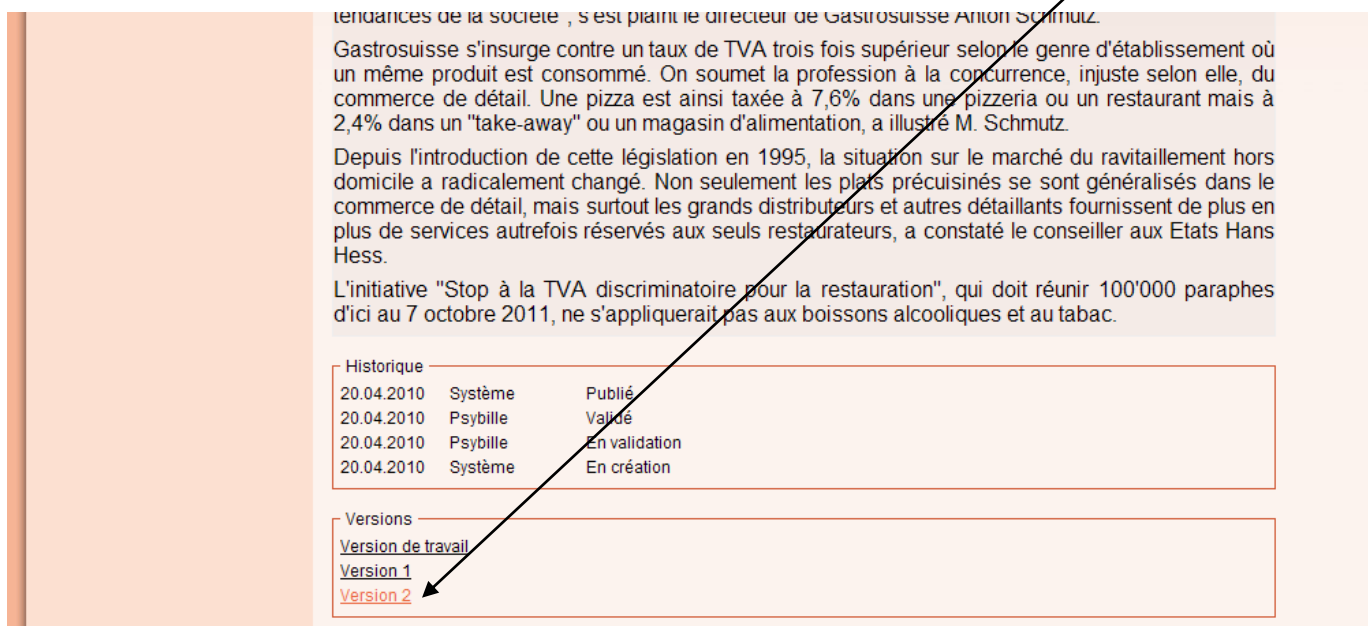 tendances de la société", s'est plaint le directeur de Gastrosuisse Anton Schmutz.
Gastrosuisse s'insurge contre un taux de TVA trois fois supérieur selon le genre d'établissement où
un même produit est consommé. On soumet la profession à la concurrence, injuste selon elle, du
commerce de détail. Une pizza est ainsi taxée à 7,6% dans une pizzeria ou un restaurant mais à
2,4% dans un "take-away" ou un magasin d'alimentation, a illustré M. Schmutz.
Depuis l'introduction de cette législation en 1995, la situation sur le marché du ravitaillement hors
domicile a radicalement changé. Non seulement les plats précuisinés se sont généralisés dans le
commerce de détail, mais surtout les grands distributeurs et autres détaillants fournissent de plus en
plus de services autrefois réservés aux seuls restaurateurs, a constaté le conseiller aux Etats Hans
Hess.
L'initiative "Stop à la TVA discriminatoire pour la restauration", qui doit réunir 100'000 paraphes
d'ici au 7 octobre 2011, ne s'appliquerait pas aux boissons alcooliques et au tabac.
Historique
20.04.2010 Système Publié
20.04.2010 Psybille Validé
20.04.2010 Psybille En validation
20.04.2010 Système En création
Versions
Version de travail
Version 1
Version 2